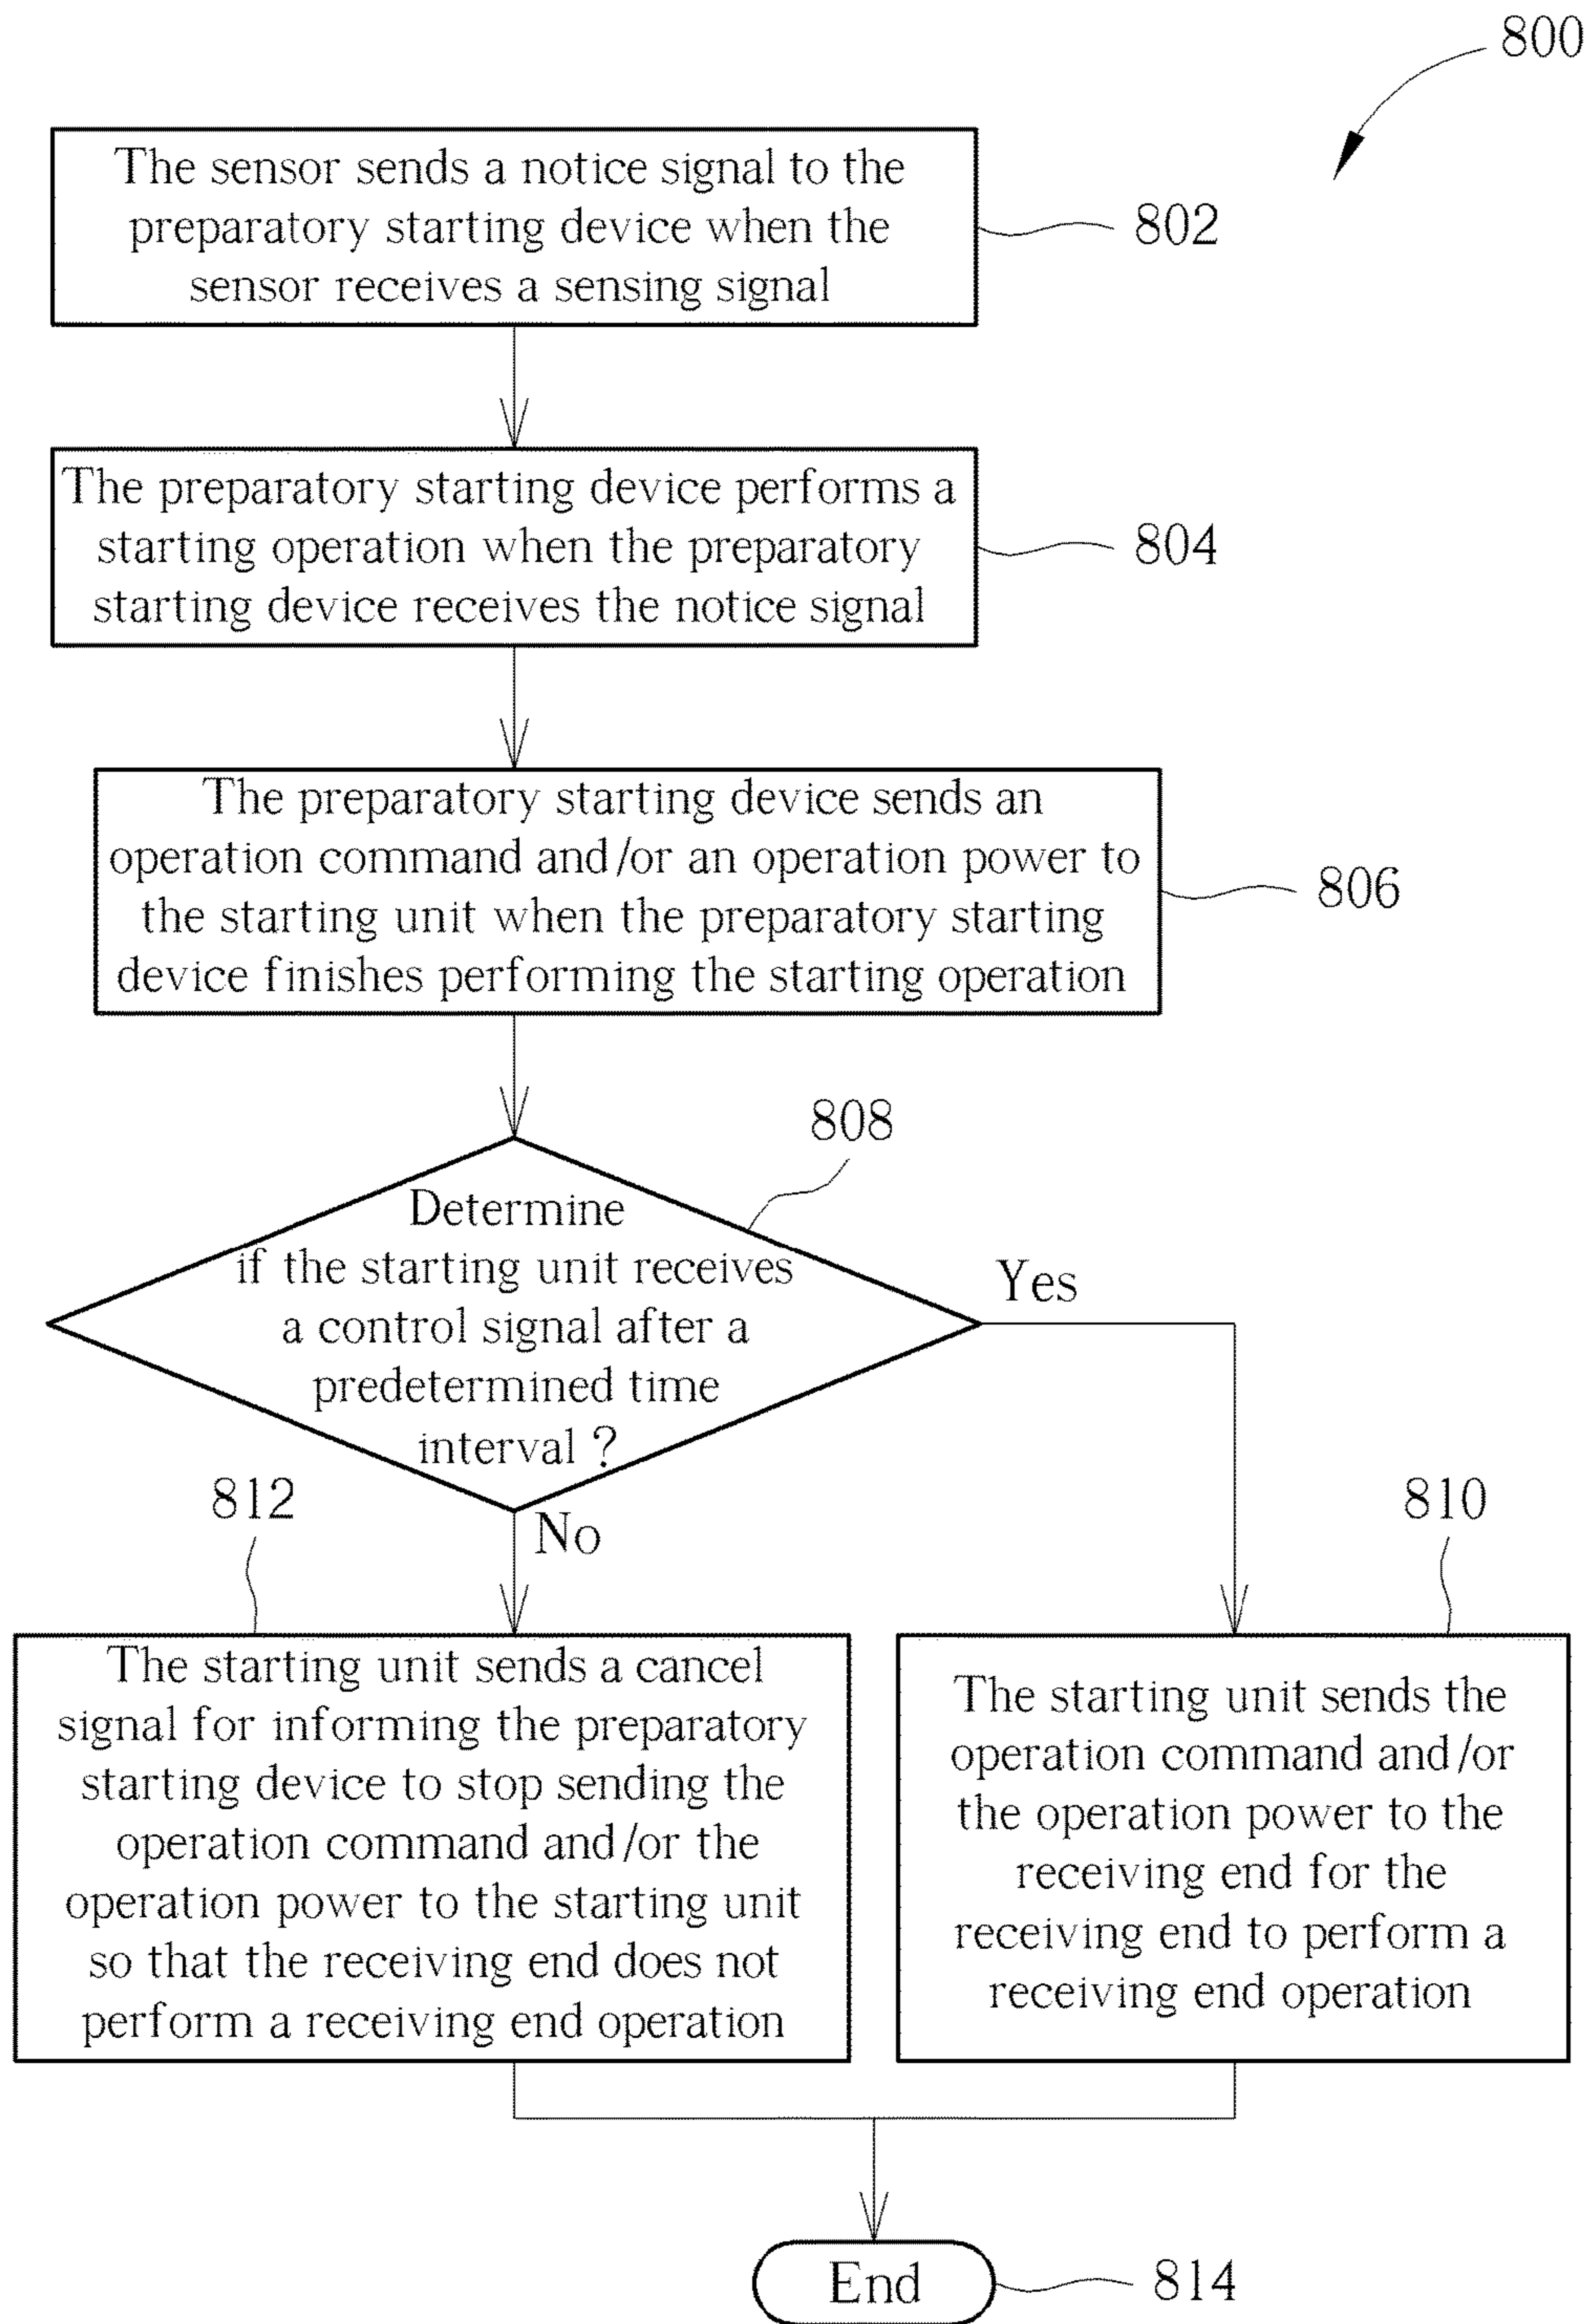 800
The sensor sends a notice signal to the
preparatory starting device when the
sensor receives a sensing signal
802
The preparatory starting device performs a
starting operation when the preparatory
starting device receives the notice signal
804
The preparatory starting device sends an
operation command and/or an operation power to
the starting unit when the preparatory starting
device finishes performing the starting operation
806
808
Determine
if the starting unit receives
a control signal after a
predetermined time
interval ?
Yes
No
812
The starting unit sends a cancel
signal for informing the preparatory
starting device to stop sending the
operation command and/or the
operation power to the starting unit
so that the receiving end does not
perform a receiving end operation
810
The starting unit sends the
operation command and/or
the operation power to the
receiving end for the
receiving end to perform a
receiving end operation
End
814